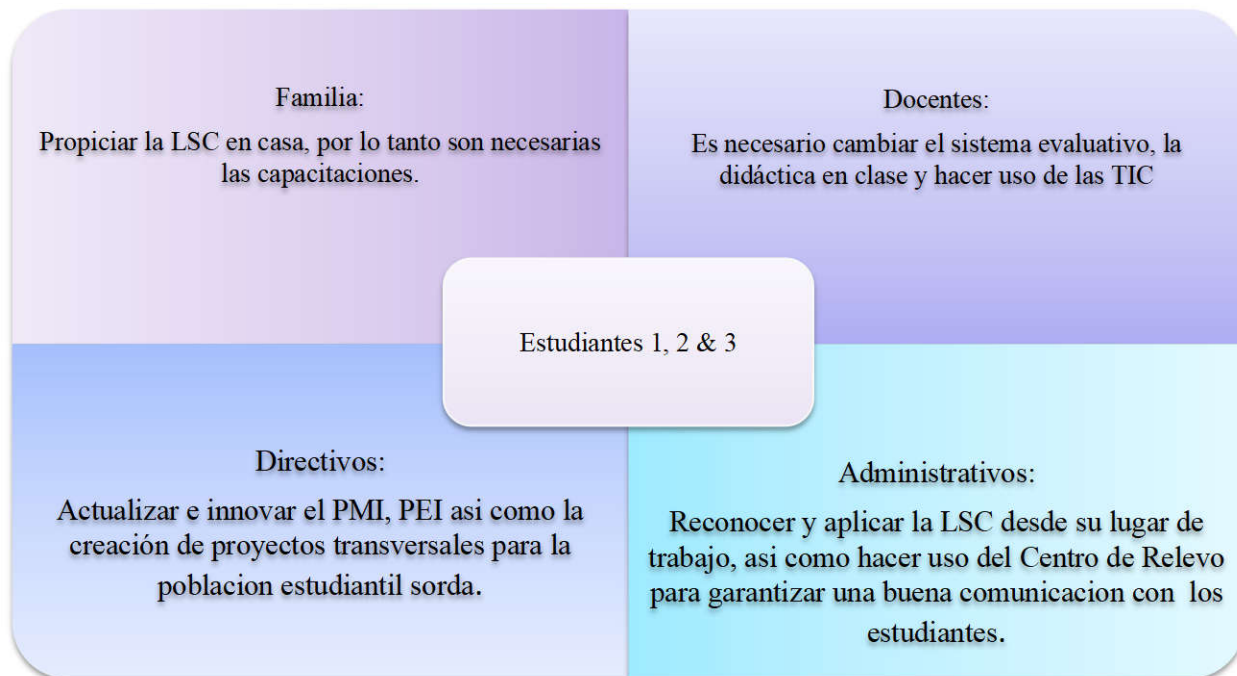 Familia:
Propiciar la LSC en casa, por lo tanto son necesarias
las capacitaciones.
Docentes:
Es necesario cambiar el sistema evaluativo, la
didáctica en clase y hacer uso de las TIC
Estudiantes 1, 2 & 3
Directivos:
Actualizar e innovar el PMI, PEI asi como la
creación de proyectos transversales para la
poblacion estudiantil sorda.
Administrativos:
Reconocer y aplicar la LSC desde su lugar de
trabajo, asi como hacer uso del Centro de Relevo
para garantizar una buena comunicacion con  los
estudiantes.